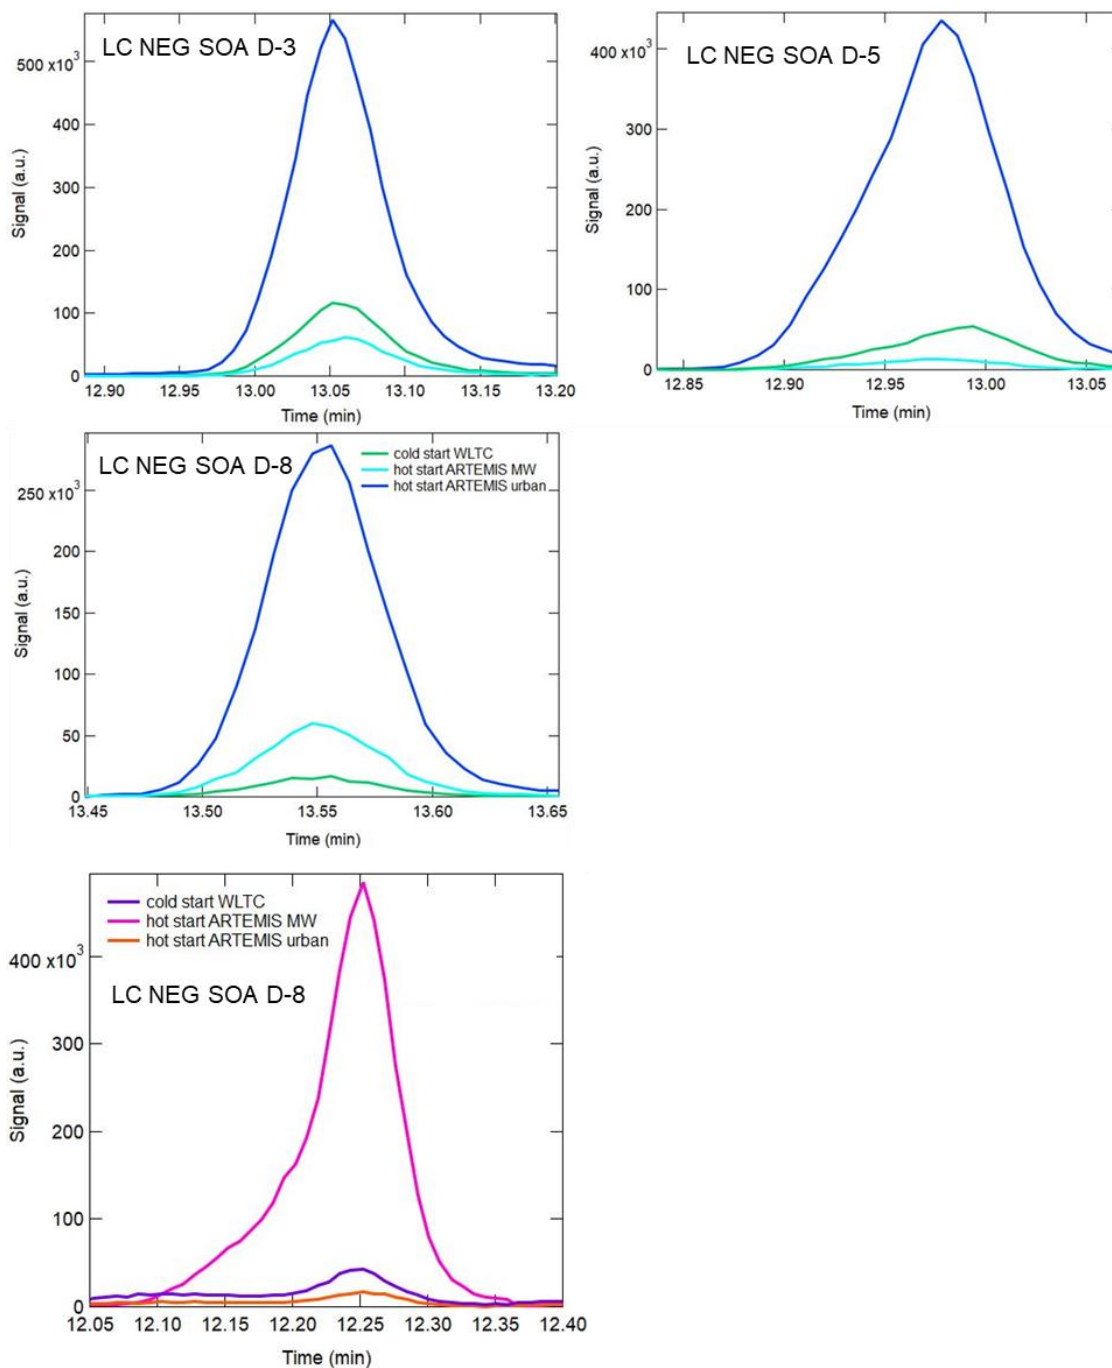 LC NEG SOA D-3
500 x10³
400
300
200
100
0
Signal (a.u.)
12.90 12.95 13.00 13.05 13.10 13.15 13.20
Time (min)
LC NEG SOA D-5
400 x10³
300
200
100
0
Signal (a.u.)
12.85 12.90 12.95 13.00 13.05
Time (min)
LC NEG SOA D-8
cold start WLTC
hot start ARTEMIS MW
hot start ARTEMIS urban
250 x10³
200
150
100
50
0
Signal (a.u.)
13.45 13.50 13.55 13.60 13.65
Time (min)
cold start WLTC
hot start ARTEMIS MW
hot start ARTEMIS urban
LC NEG SOA D-8
400 x10³
300
200
100
0
Signal (a.u.)
12.05 12.10 12.15 12.20 12.25 12.30 12.35 12.40
Time (min)